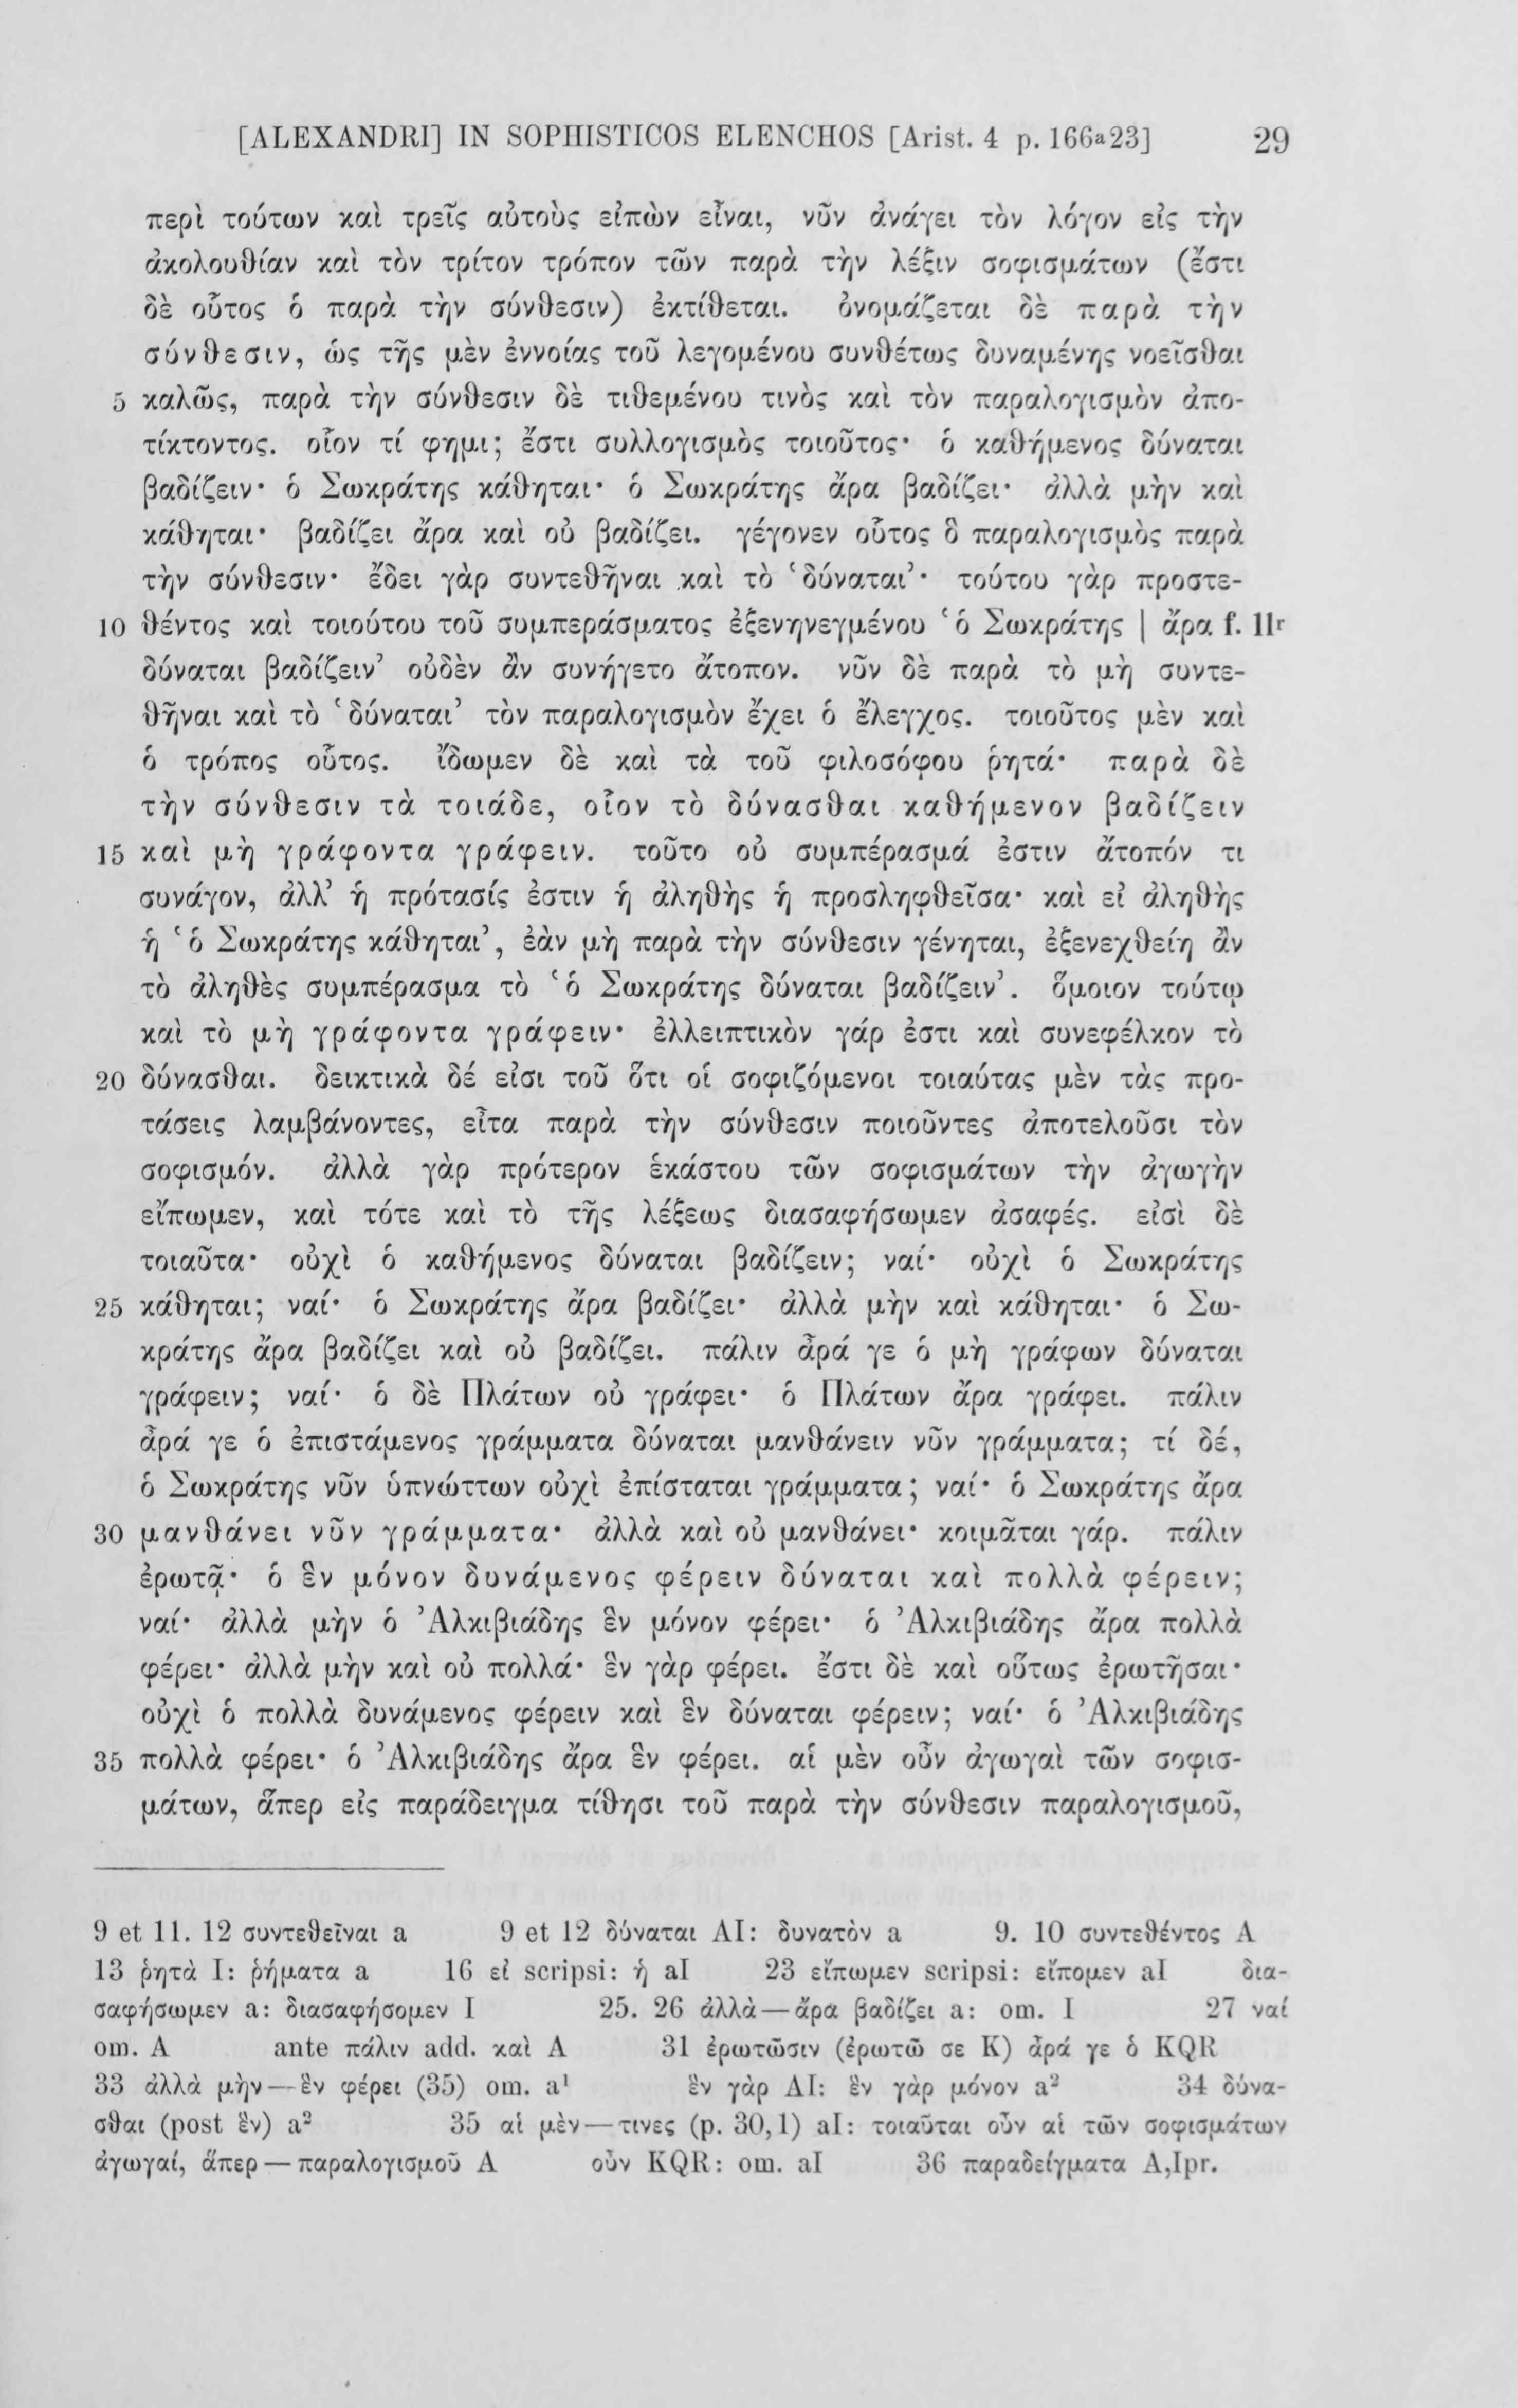 [ALEXANDRI] IN SOPHISTICOS ELENCHOS [Arist. 4 p. 166ª23] 29
περὶ τούτων καὶ τρεῖς αὐτοὺς εἰπὼν εἶναι, νῦν ἀνάγει τὸν λόγον εἰς τὴν
ἀκολουθίαν καὶ τὸν τρίτον τρόπον τῶν παρὰ τὴν λέξιν σοφισμάτων (ἔστι
δὲ οὗτος ὁ παρὰ τὴν σύνθεσιν) ἐκτίθεται. ὀνομάζεται δὲ παρὰ τὴν
σύνθεσιν, ὡς τῆς μὲν ἐννοίας τοῦ λεγομένου συνθέτως δυναμένης νοεῖσθαι
5 καλῶς, παρὰ τὴν σύνθεσιν δὲ τιθεμένου τινὸς καὶ τὸν παραλογισμὸν ἀπο-
τίκτοντος. οἷον τί φημι; ἔστι συλλογισμὸς τοιοῦτος· ὁ καθήμενος δύναται
βαδίζειν· ὁ Σωκράτης κάθηται· ὁ Σωκράτης ἄρα βαδίζει· ἀλλὰ μὴν καὶ
κάθηται· βαδίζει ἄρα καὶ οὐ βαδίζει. γέγονεν οὗτος ὃ παραλογισμὸς παρὰ
τὴν σύνθεσιν· ἔδει γὰρ συντεθῆναι καὶ τὸ ‘δύναται’· τούτου γὰρ προστε-
10 θέντος καὶ τοιούτου τοῦ συμπεράσματος ἐξενηνεγμένου ‘ὁ Σωκράτης | ἄρα f. 11r
δύναται βαδίζειν’ οὐδὲν ἂν συνήγετο ἄτοπον. νῦν δὲ παρὰ τὸ μὴ συντε-
θῆναι καὶ τὸ ‘δύναται’ τὸν παραλογισμὸν ἔχει ὁ ἔλεγχος. τοιοῦτος μὲν καὶ
ὁ τρόπος οὗτος. ἴδωμεν δὲ καὶ τὰ τοῦ φιλοσόφου ῥητά· παρὰ δὲ
τὴν σύνθεσιν τὰ τοιάδε, οἷον τὸ δύνασθαι καθήμενον βαδίζειν
15 καὶ μὴ γράφοντα γράφειν. τοῦτο οὐ συμπέρασμά ἐστιν ἄτοπόν τι
συνάγον, ἀλλ’ ἡ πρότασίς ἐστιν ἡ ἀληθὴς ἡ προσληφθεῖσα· καὶ εἰ ἀληθὴς
ἡ ‘ὁ Σωκράτης κάθηται’, ἐὰν μὴ παρὰ τὴν σύνθεσιν γένηται, ἐξενεχθείη ἂν
τὸ ἀληθὲς συμπέρασμα τὸ ‘ὁ Σωκράτης δύναται βαδίζειν’. ὅμοιον τούτῳ
καὶ τὸ μὴ γράφοντα γράφειν· ἐλλειπτικὸν γάρ ἐστι καὶ συνεφέλκον τὸ
20 δύνασθαι. δεικτικὰ δέ εἰσι τοῦ ὅτι οἱ σοφιζόμενοι τοιαύτας μὲν τὰς προ-
τάσεις λαμβάνοντες, εἶτα παρὰ τὴν σύνθεσιν ποιοῦντες ἀποτελοῦσι τὸν
σοφισμόν. ἀλλὰ γὰρ πρότερον ἑκάστου τῶν σοφισμάτων τὴν ἀγωγὴν
εἴπωμεν, καὶ τότε καὶ τὸ τῆς λέξεως διασαφήσωμεν ἀσαφές. εἰσὶ δὲ
τοιαῦτα· οὐχὶ ὁ καθήμενος δύναται βαδίζειν; ναί· οὐχὶ ὁ Σωκράτης
25 κάθηται; ναί· ὁ Σωκράτης ἄρα βαδίζει· ἀλλὰ μὴν καὶ κάθηται· ὁ Σω-
κράτης ἄρα βαδίζει καὶ οὐ βαδίζει. πάλιν ἆρά γε ὁ μὴ γράφων δύναται
γράφειν; ναί· ὁ δὲ Πλάτων οὐ γράφει· ὁ Πλάτων ἄρα γράφει. πάλιν
ἆρά γε ὁ ἐπιστάμενος γράμματα δύναται μανθάνειν νῦν γράμματα; τί δέ,
ὁ Σωκράτης νῦν ὑπνώττων οὐχὶ ἐπίσταται γράμματα; ναί· ὁ Σωκράτης ἄρα
30 μανθάνει νῦν γράμματα· ἀλλὰ καὶ οὐ μανθάνει· κοιμᾶται γάρ. πάλιν
ἐρωτᾷ· ὁ ἓν μόνον δυνάμενος φέρειν δύναται καὶ πολλὰ φέρειν;
ναί· ἀλλὰ μὴν ὁ Ἀλκιβιάδης ἓν μόνον φέρει· ὁ Ἀλκιβιάδης ἄρα πολλὰ
φέρει· ἀλλὰ μὴν καὶ οὐ πολλά· ἓν γὰρ φέρει. ἔστι δὲ καὶ οὕτως ἐρωτῆσαι·
οὐχὶ ὁ πολλὰ δυνάμενος φέρειν καὶ ἓν δύναται φέρειν; ναί· ὁ Ἀλκιβιάδης
35 πολλὰ φέρει· ὁ Ἀλκιβιάδης ἄρα ἓν φέρει. αἱ μὲν οὖν ἀγωγαὶ τῶν σοφισ-
μάτων, ἅπερ εἰς παράδειγμα τίθησι τοῦ παρὰ τὴν σύνθεσιν παραλογισμοῦ,
9 et 11. 12 συντεθεῖναι a 9 et 12 δύναται AI: δυνατὸν a 9. 10 συντεθέντος A
13 ῥητὰ I: ῥήματα a 16 εἰ scripsi: ἡ aI 23 εἴπωμεν scripsi: εἴπομεν aI δια-
σαφήσωμεν a: διασαφήσομεν I 25. 26 ἀλλὰ — ἄρα βαδίζει a: om. I 27 ναί
om. A ante πάλιν add. καὶ A 31 ἐρωτῶσιν (ἐρωτῶ σε K) ἆρά γε ὁ KQR
33 ἀλλὰ μὴν — ἓν φέρει (35) om. a¹ ἓν γὰρ AI: ἓν γὰρ μόνον a² 34 δύνα-
σθαι (post ἓν) a² 35 αἱ μὲν — τινες (p. 30,1) aI: τοιαῦται οὖν αἱ τῶν σοφισμάτων
ἀγωγαί, ἅπερ — παραλογισμοῦ A οὖν KQR: om. aI 36 παραδείγματα A,Ipr.